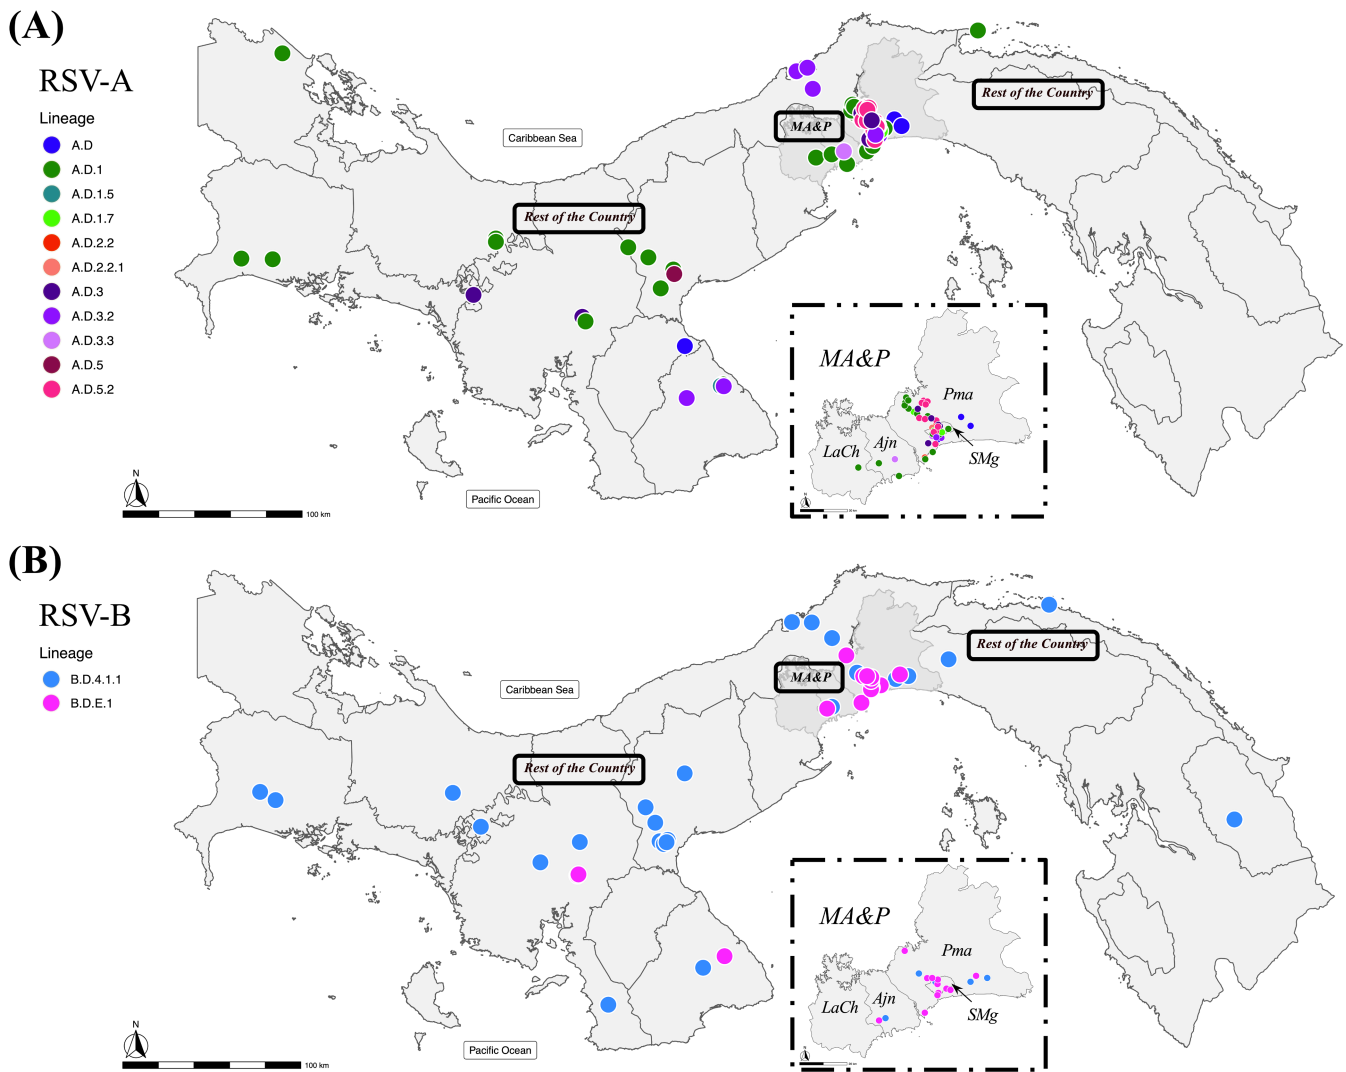 (A)
RSV-A
Lineage
A.D
A.D.1
A.D.1.5
A.D.1.7
A.D.2.2
A.D.2.2.1
A.D.3
A.D.3.2
A.D.3.3
A.D.5
A.D.5.2
Caribbean Sea
MA&P
Rest of the Country
Rest of the Country
Pacific Ocean
N
100 km
MA&P
Pma
LaCh
Ajn
SMg
N
(B)
RSV-B
Lineage
B.D.4.1.1
B.D.E.1
Caribbean Sea
MA&P
Rest of the Country
Rest of the Country
Pacific Ocean
N
100 km
MA&P
Pma
LaCh
Ajn
SMg
N